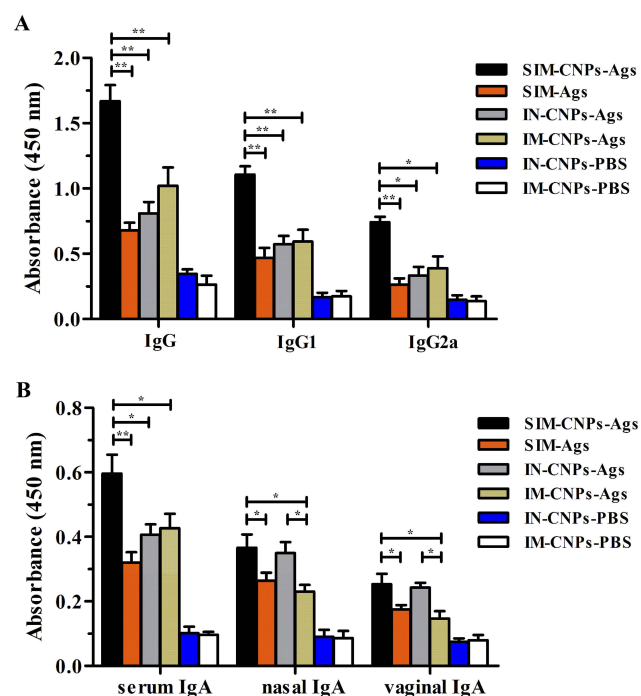 A
** 
**
**
**
**
**
*
*
**
2.0
1.5
1.0
0.5
0.0
Absorbance (450 nm)
IgG IgG1 IgG2a
SIM-CNPs-Ags
SIM-Ags
IN-CNPs-Ags
IM-CNPs-Ags
IN-CNPs-PBS
IM-CNPs-PBS
B
*
*
**
*
*
*
*
*
*
0.8
0.6
0.4
0.2
0.0
Absorbance (450 nm)
serum IgA nasal IgA vaginal IgA
SIM-CNPs-Ags
SIM-Ags
IN-CNPs-Ags
IM-CNPs-Ags
IN-CNPs-PBS
IM-CNPs-PBS